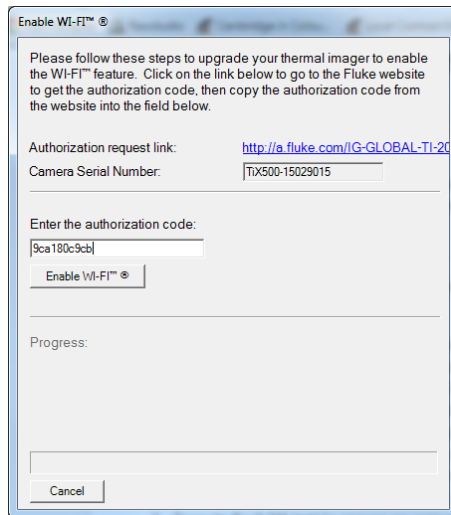 Enable WI-FI™ ®
Please follow these steps to upgrade your thermal imager to enable
the WI-FI™ feature. Click on the link below to go to the Fluke website
to get the authorization code, then copy the authorization code from
the website into the field below.
Authorization request link: http://a.fluke.com/IG-GLOBAL-TI-20
Camera Serial Number: TiX500-15029015
Enter the authorization code:
9ca180c9cb
Enable WI-FI™ ®
Progress:
Cancel